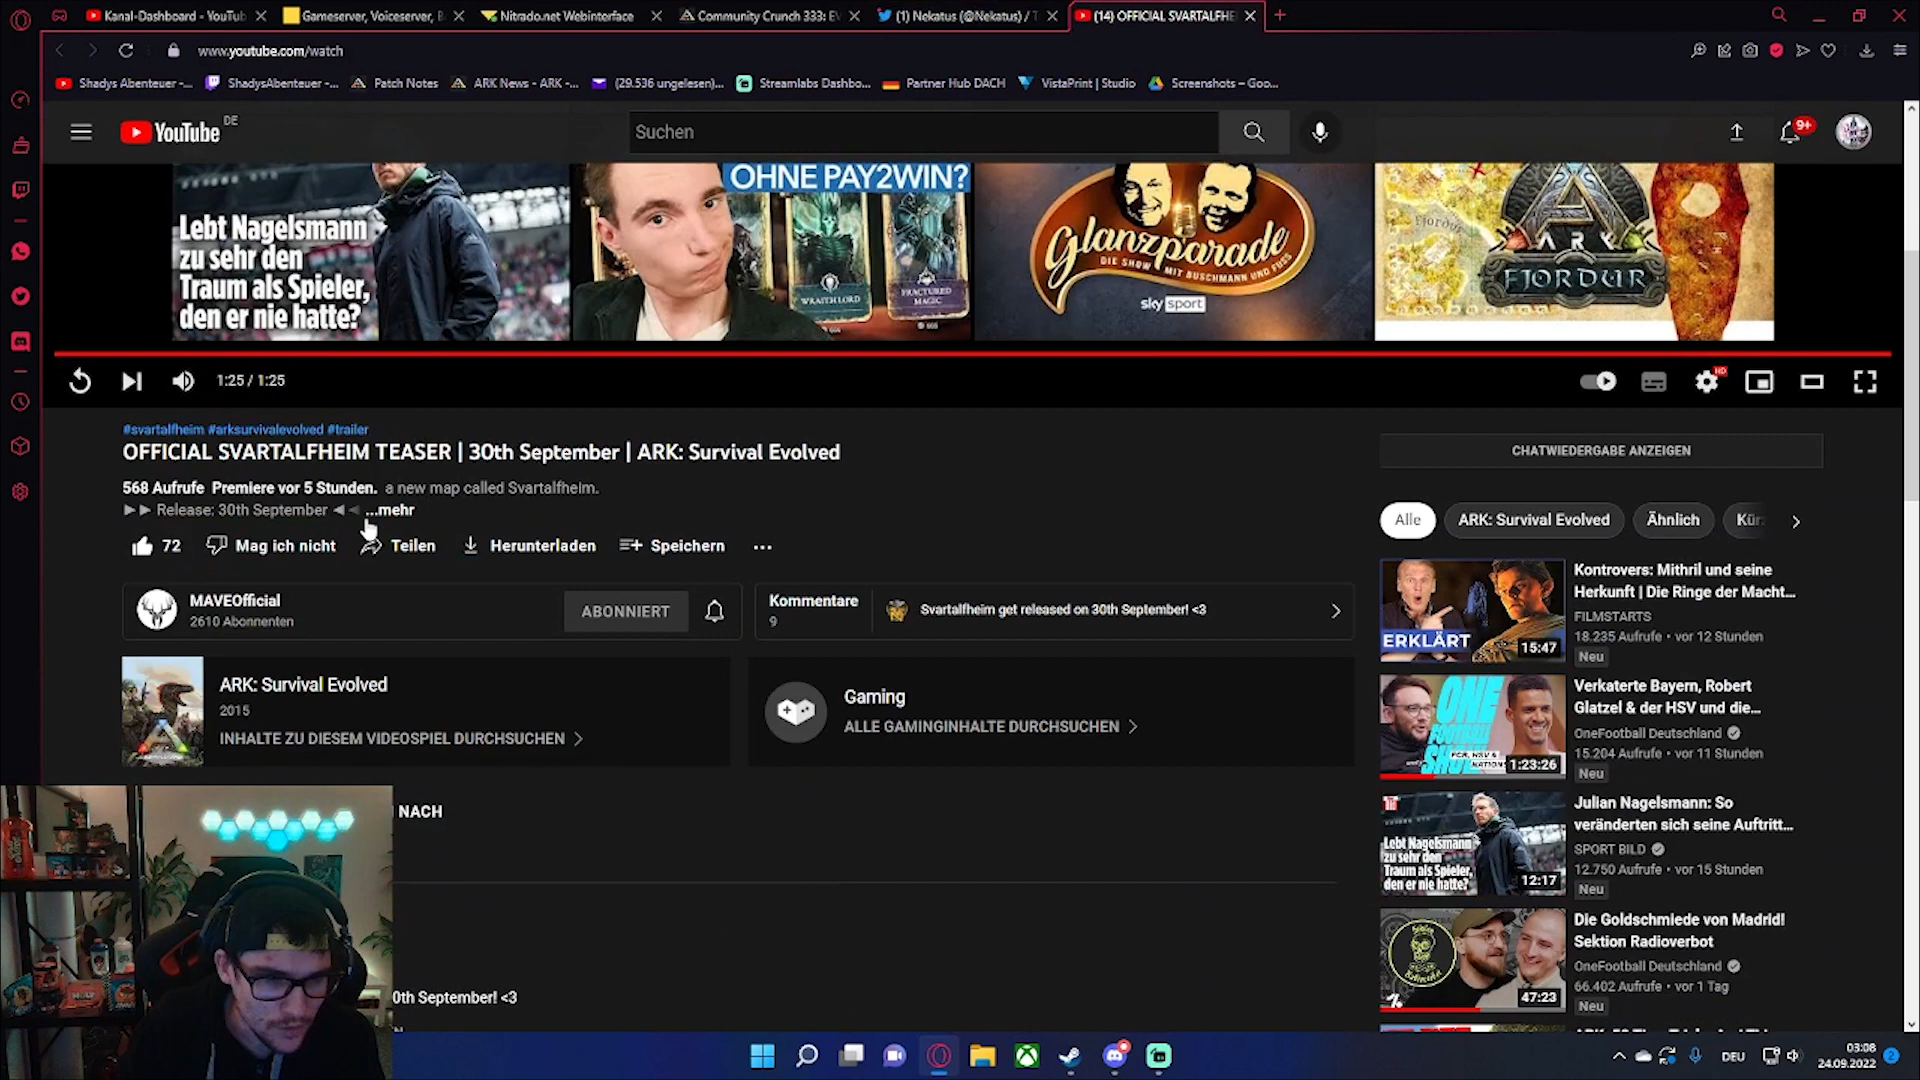 Kanal-Dashboard - YouTub
Gameserver, Voiceserver, B
Nitrado.net Webinterface
Community Crunch 333: EV
(1) Nekatus (@Nekatus) / T
(14) OFFICIAL SVARTALFHE
www.youtube.com/watch
Shadys Abenteuer -...
ShadysAbenteuer -...
Patch Notes
ARK News - ARK -...
(29.536 ungelesen)...
Streamlabs Dashbo...
Partner Hub DACH
VistaPrint | Studio
Screenshots – Goo...
YouTube DE
Suchen
9+
Lebt Nagelsmann
zu sehr den
Traum als Spieler,
den er nie hatte?
OHNE PAY2WIN?
WRAITH LORD
FRACTURED
MAGIC
Glanzparade
DIE SHOW MIT BUSCHMANN UND FUSS
sky sport
Fjordur
ARK
FJORDUR
1:25 / 1:25
HD
#svartalfheim #arksurvivalevolved #trailer
OFFICIAL SVARTALFHEIM TEASER | 30th September | ARK: Survival Evolved
568 Aufrufe Premiere vor 5 Stunden. a new map called Svartalfheim.
►► Release: 30th September ◄◄ ...mehr
72
Mag ich nicht
Teilen
Herunterladen
Speichern
MAVEOfficial
2610 Abonnenten
ABONNIERT
Kommentare
9
Svartalfheim get released on 30th September! <3
ARK: Survival Evolved
2015
INHALTE ZU DIESEM VIDEOSPIEL DURCHSUCHEN
Gaming
ALLE GAMINGINHALTE DURCHSUCHEN
NACH
0th September! <3
CHATWIEDERGABE ANZEIGEN
Alle
ARK: Survival Evolved
Ähnlich
Kür
ERKLÄRT
15:47
Kontrovers: Mithril und seine
Herkunft | Die Ringe der Macht...
FILMSTARTS
18.235 Aufrufe • vor 12 Stunden
Neu
ONE
FOOTBALL
SHOW
1:23:26
Verkaterte Bayern, Robert
Glatzel & der HSV und die...
OneFootball Deutschland
15.204 Aufrufe • vor 11 Stunden
Neu
Lebt Nagelsmann
zu sehr den
Traum als Spieler,
den er nie hatte?
12:17
Julian Nagelsmann: So
veränderten sich seine Auftritt...
SPORT BILD
12.750 Aufrufe • vor 15 Stunden
Neu
47:23
Die Goldschmiede von Madrid!
Sektion Radioverbot
OneFootball Deutschland
66.402 Aufrufe • vor 1 Tag
Neu
DEU
03:08
24.09.2022
2